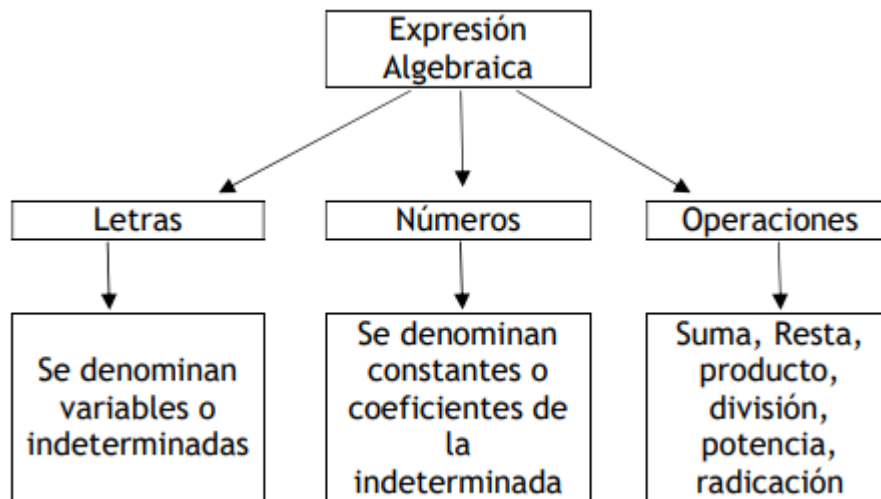 Expresión
Algebraica
Letras
Números
Operaciones
Se denominan
variables o
indeterminadas
Se denominan
constantes o
coeficientes de
la
indeterminada
Suma, Resta,
producto,
división,
potencia,
radicación